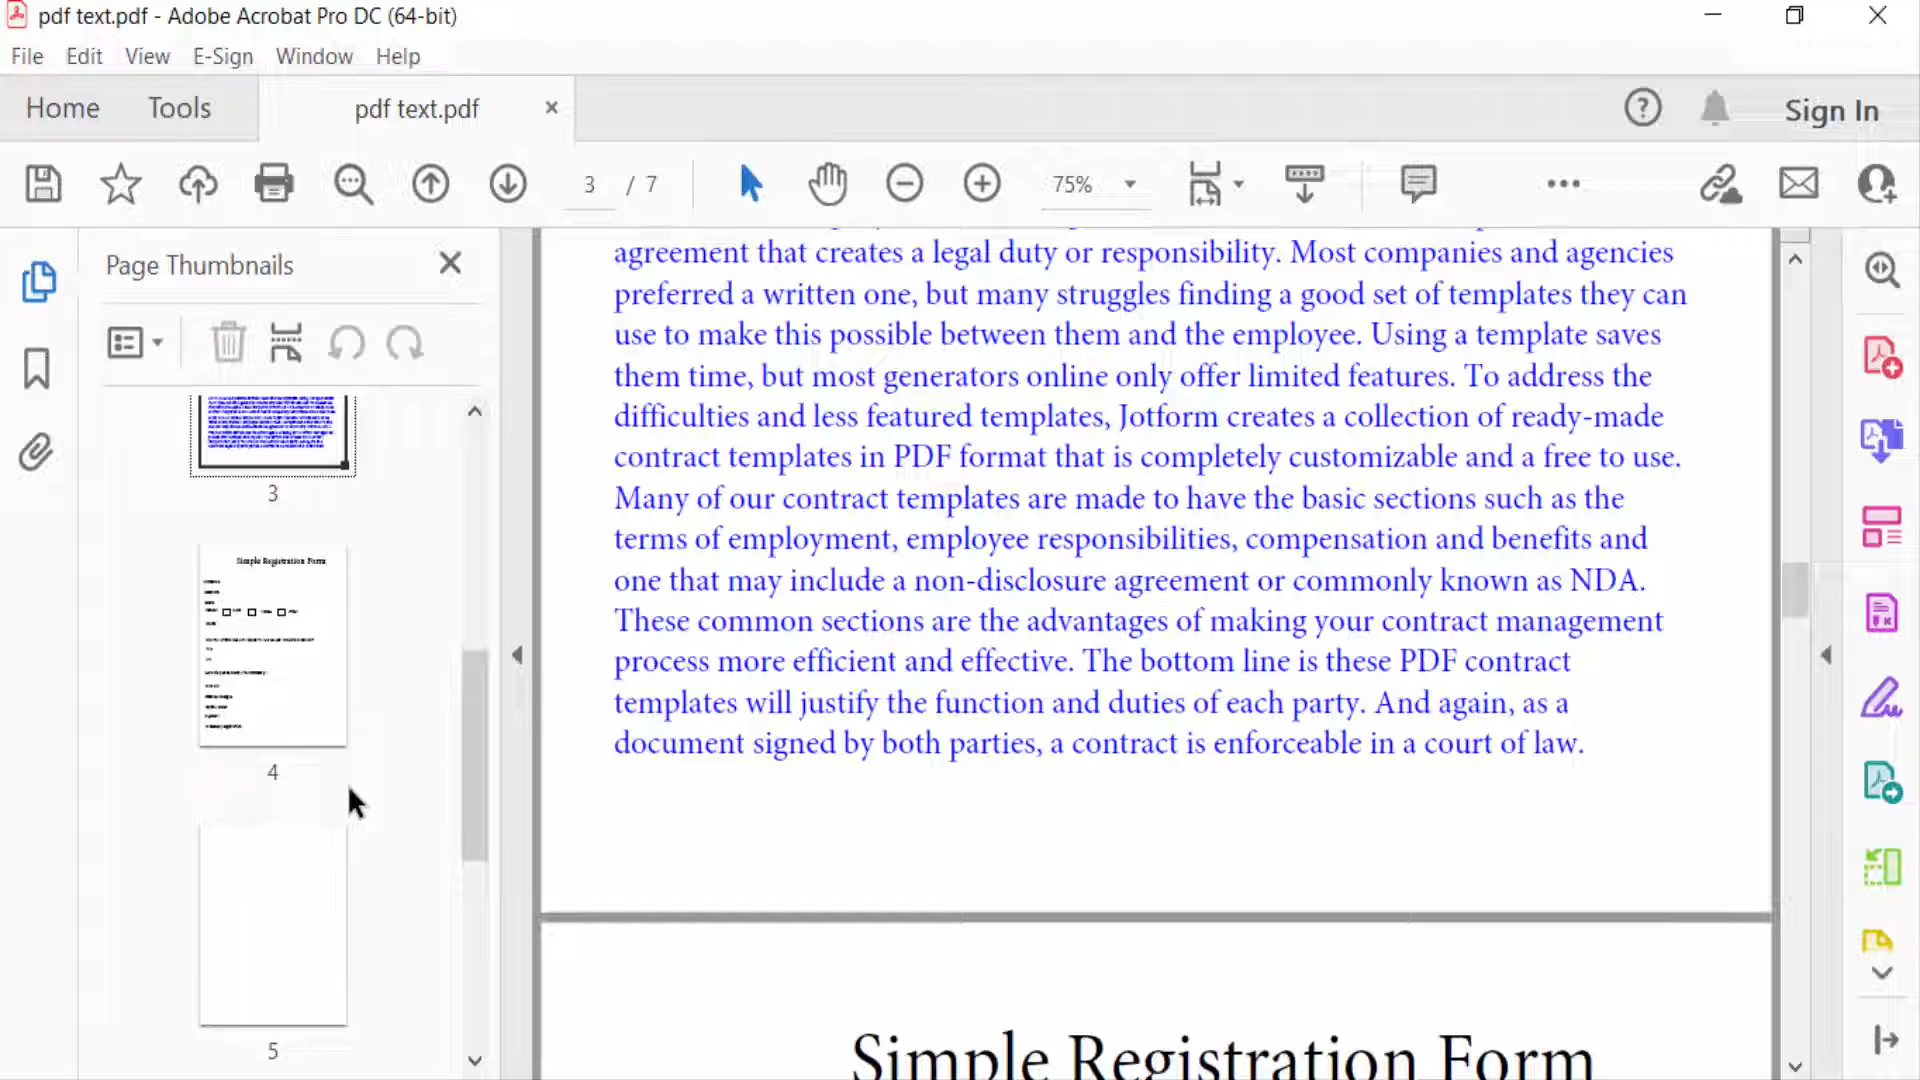 pdf text.pdf - Adobe Acrobat Pro DC (64-bit)
File Edit View E-Sign Window Help
Home Tools pdf text.pdf Sign In
3 / 7 75%
Page Thumbnails
3
Simple Registration Form
4
5
agreement that creates a legal duty or responsibility. Most companies and agencies
preferred a written one, but many struggles finding a good set of templates they can
use to make this possible between them and the employee. Using a template saves
them time, but most generators online only offer limited features. To address the
difficulties and less featured templates, Jotform creates a collection of ready-made
contract templates in PDF format that is completely customizable and a free to use.
Many of our contract templates are made to have the basic sections such as the
terms of employment, employee responsibilities, compensation and benefits and
one that may include a non-disclosure agreement or commonly known as NDA.
These common sections are the advantages of making your contract management
process more efficient and effective. The bottom line is these PDF contract
templates will justify the function and duties of each party. And again, as a
document signed by both parties, a contract is enforceable in a court of law.
Simple Registration Form